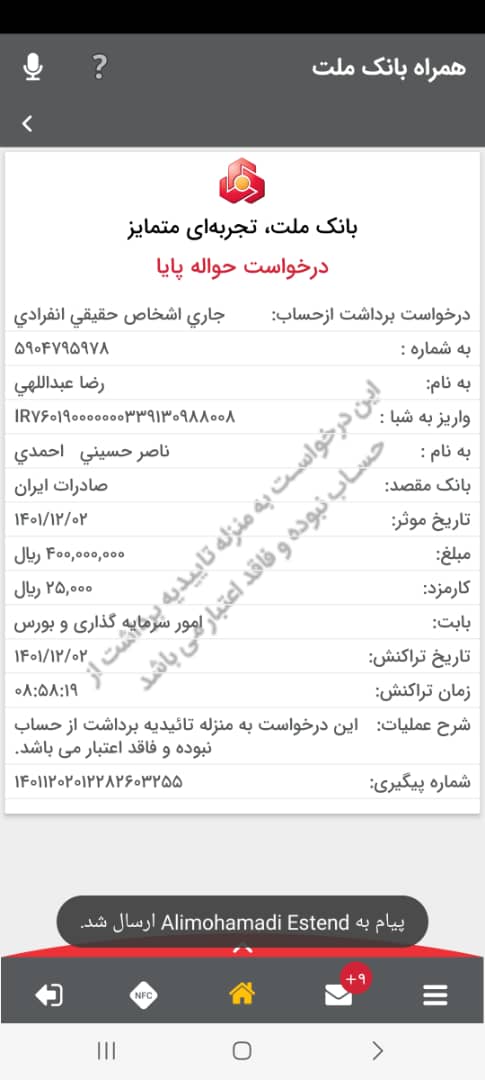 همراه بانک ملت
?
بانک ملت، تجربه‌ای متمایز
درخواست حواله پایا
درخواست برداشت ازحساب: جاري اشخاص حقيقي انفرادي
به شماره : ۵۹۰۴۷۹۵۹۷۸
به نام: رضا عبداللهي
واریز به شبا : IR۷۶۰۱۹۰۰۰۰۰۰۰۳۳۹۱۳۰۹۸۸۰۰۸
به نام : ناصر حسيني احمدي
بانک مقصد: صادرات ایران
تاریخ موثر: ۱۴۰۱/۱۲/۰۲
مبلغ: ۴۰۰,۰۰۰,۰۰۰ ریال
کارمزد: ۲۵,۰۰۰ ریال
بابت: امور سرمایه گذاری و بورس
تاریخ تراکنش: ۱۴۰۱/۱۲/۰۲
زمان تراکنش: ۰۸:۵۸:۱۹
شرح عملیات: این درخواست به منزله تائیدیه برداشت از حساب
نبوده و فاقد اعتبار می باشد.
شماره پیگیری: ۱۴۰۱۱۲۰۲۰۱۲۲۸۲۶۰۳۲۵۵
این درخواست به منزله تاییدیه برداشت از
حساب نبوده و فاقد اعتبار می باشد
پیام به Alimohamadi Estend ارسال شد.
+۹
NFC